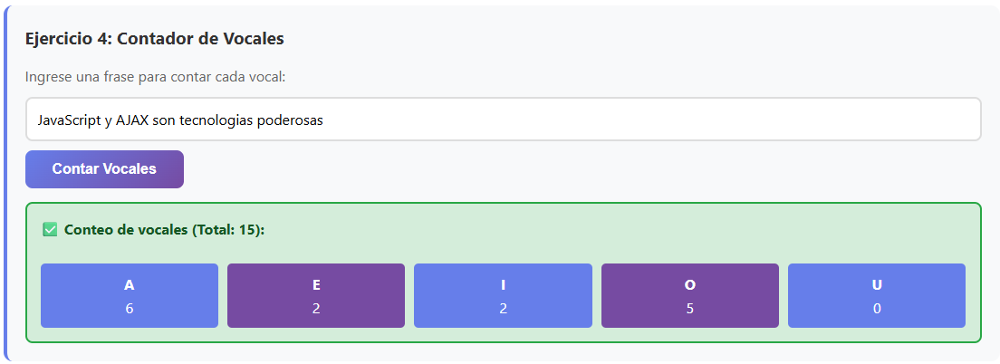 Ejercicio 4: Contador de Vocales
Ingrese una frase para contar cada vocal:
JavaScript y AJAX son tecnologias poderosas
Contar Vocales
✅ Conteo de vocales (Total: 15):
A
6
E
2
I
2
O
5
U
0